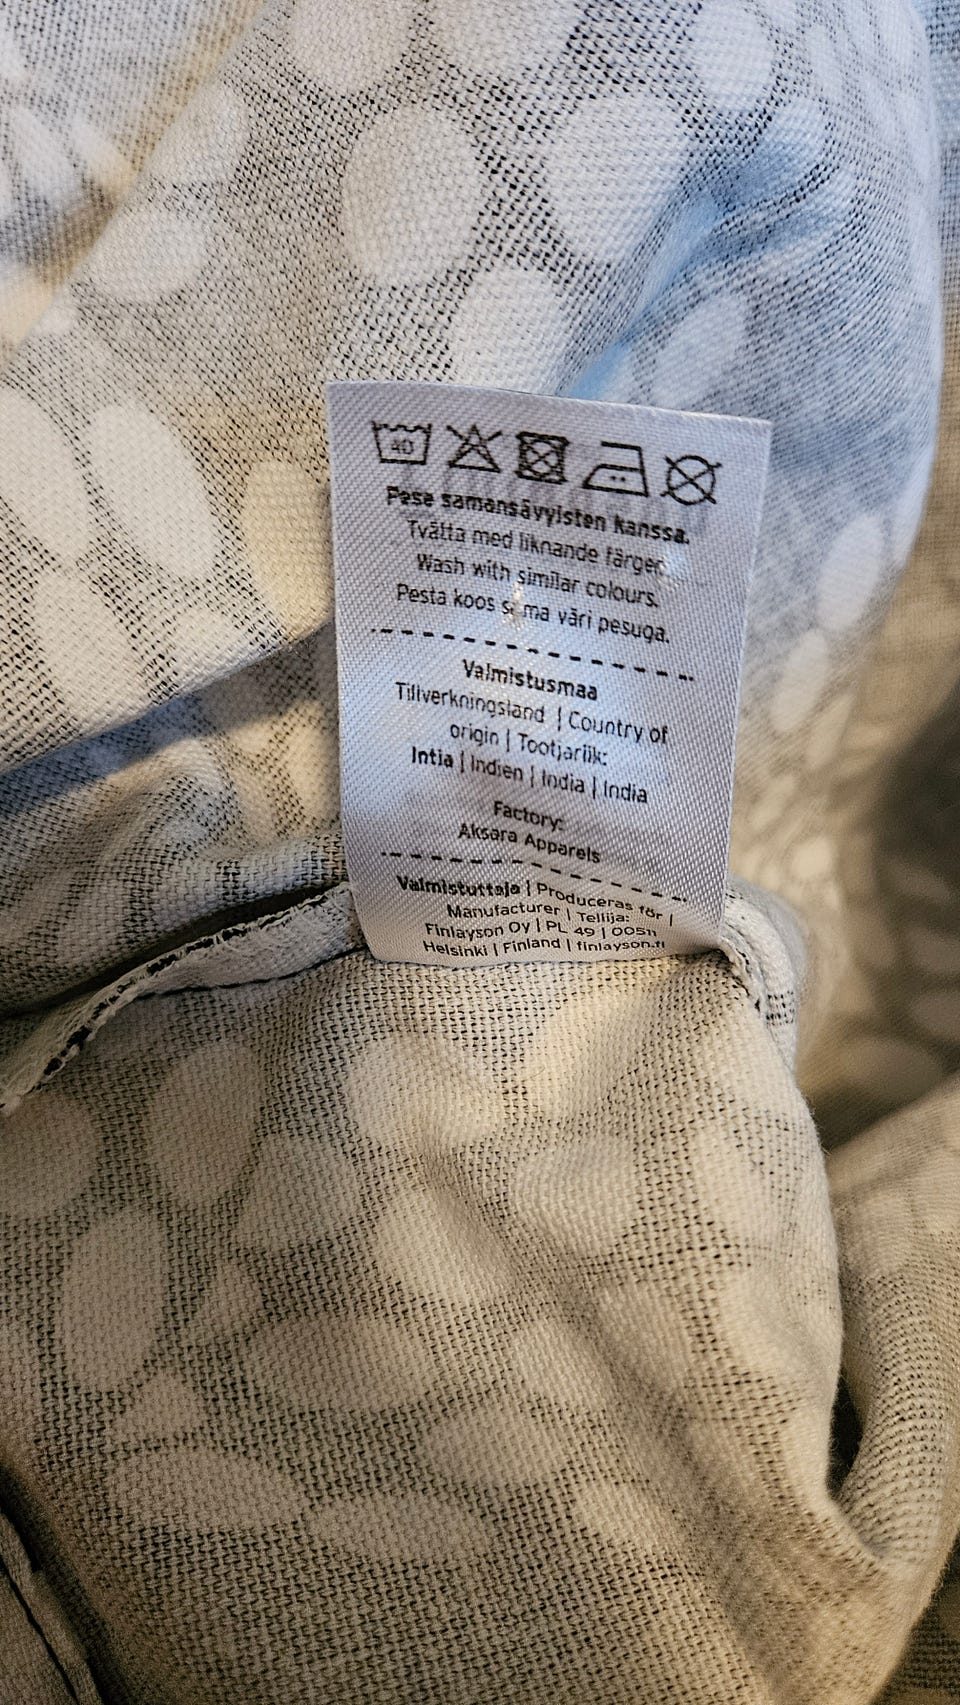 40
Pese samansävyisten kanssa.
Tvätta med liknande färger.
Wash with similar colours.
Pesta koos sama väri pesuga.
Valmistusmaa
Tillverkningsland | Country of
origin | Tootjariik:
Intia | Indien | India | India
Factory:
Aksara Apparels
Valmistuttaja | Produceras för |
Manufacturer | Tellija:
Finlayson Oy | PL 49 | 00511
Helsinki | Finland | finlayson.fi